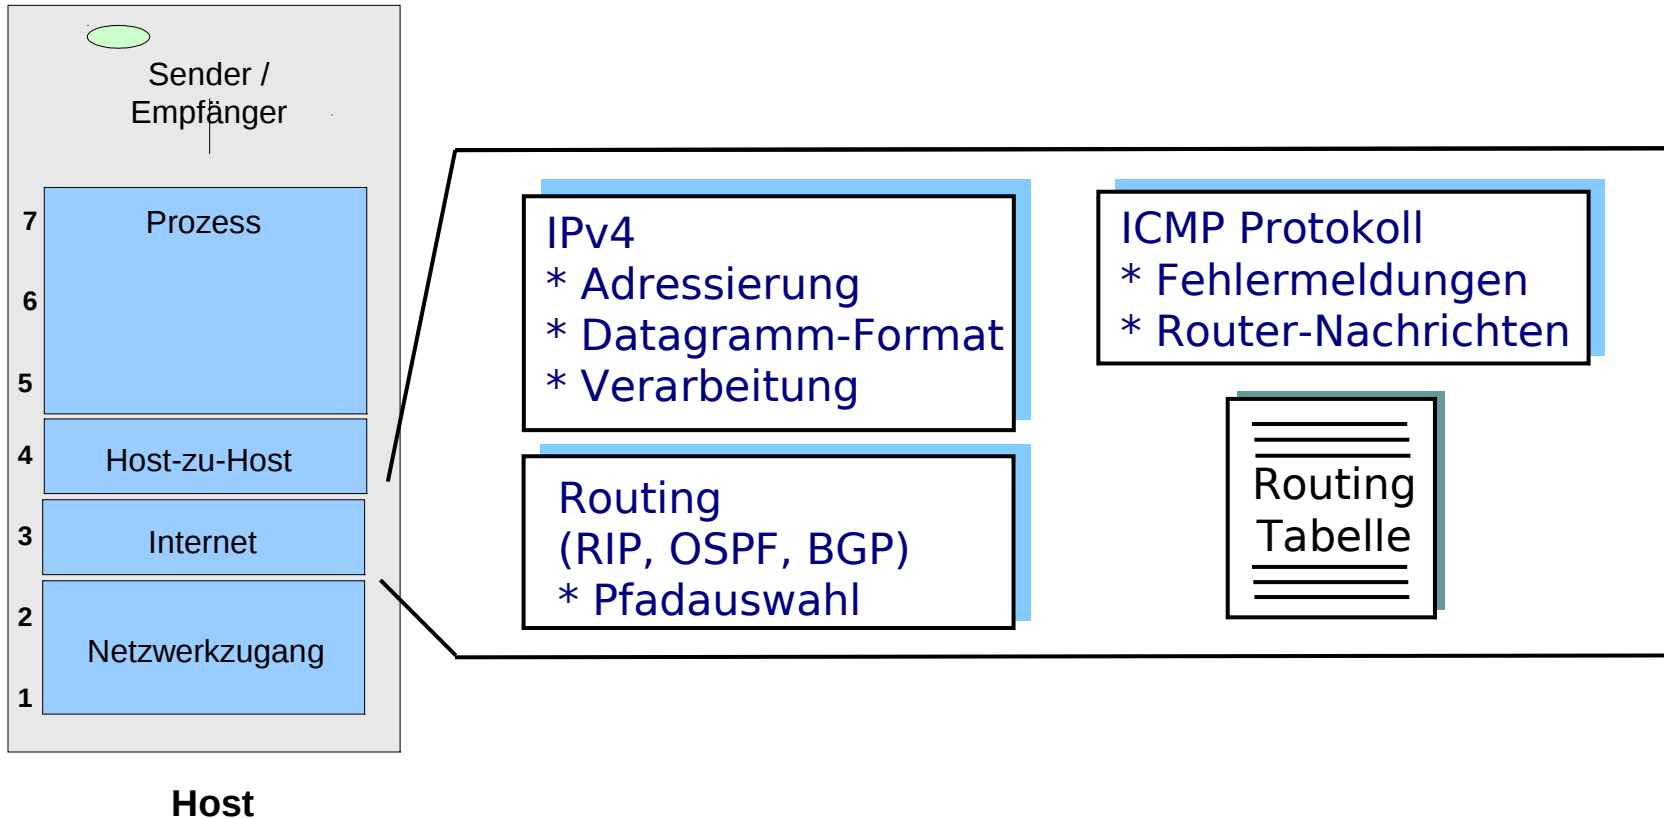 Sender /
Empfänger
7
Prozess
6
5
4
Host-zu-Host
3
Internet
2
Netzwerkzugang
1
Host
IPv4
* Adressierung
* Datagramm-Format
* Verarbeitung
Routing
(RIP, OSPF, BGP)
* Pfadauswahl
ICMP Protokoll
* Fehlermeldungen
* Router-Nachrichten
Routing
Tabelle